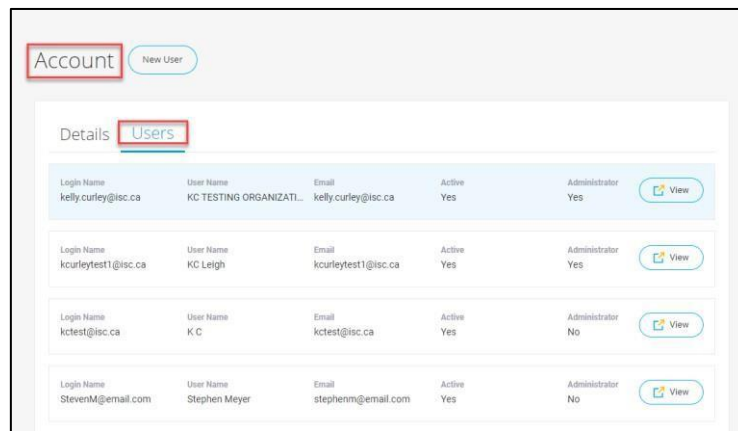 Account New User
Details Users
Login Name User Name Email Active Administrator
kelly.curley@isc.ca KC TESTING ORGANIZATI... kelly.curley@isc.ca Yes Yes View
Login Name User Name Email Active Administrator
kcurleytest1@isc.ca KC Leigh kcurleytest1@isc.ca Yes Yes View
Login Name User Name Email Active Administrator
kctest@isc.ca K C kctest@isc.ca Yes No View
Login Name User Name Email Active Administrator
StevenM@email.com Stephen Meyer stephenm@email.com Yes No View